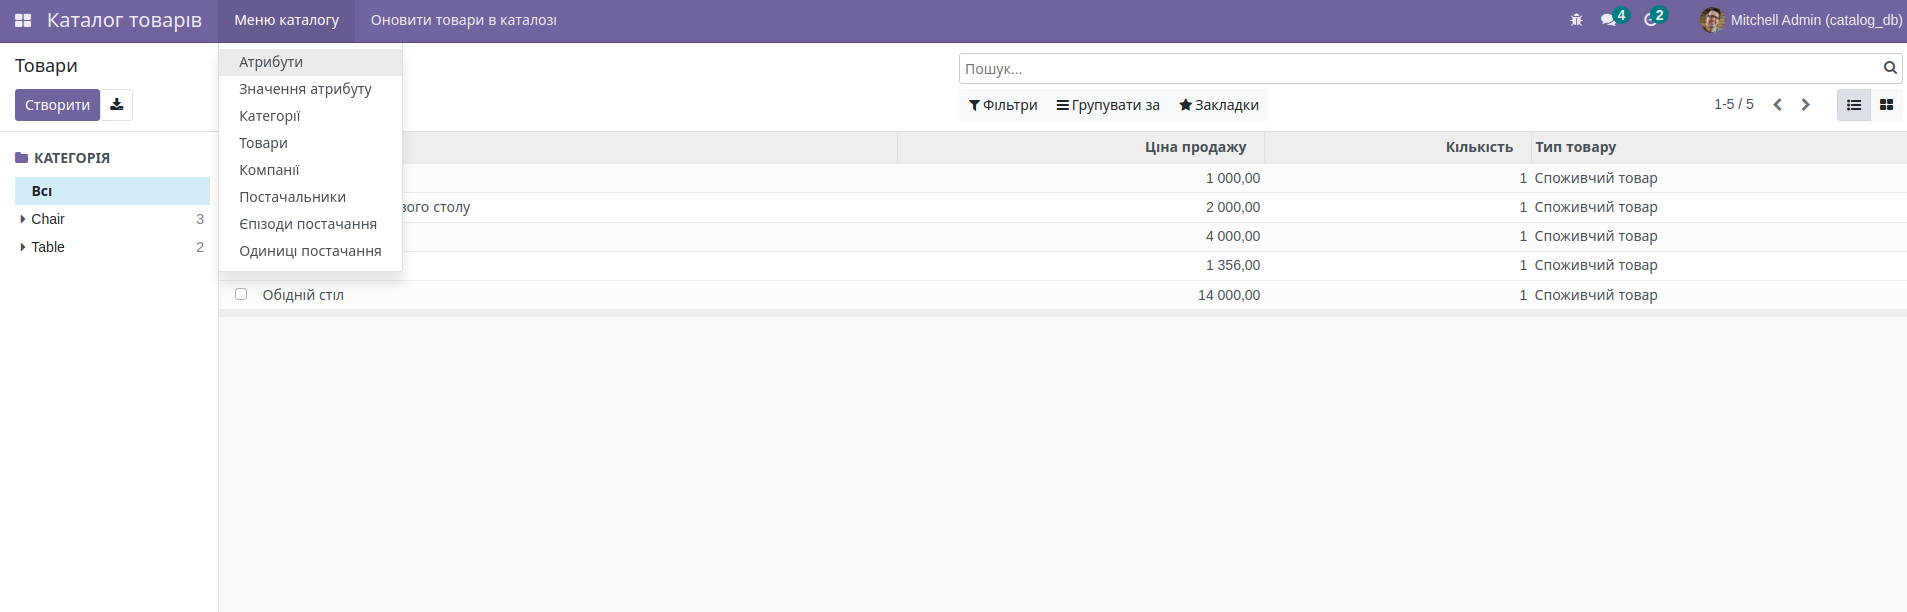 Каталог товарів Меню каталогу Оновити товари в каталозі 4 2 Mitchell Admin (catalog_db)
Товари
Створити
Атрибути
Значення атрибуту
Категорії
Товари
Компанії
Постачальники
Єпізоди постачання
Одиниці постачання
Пошук...
Фільтри Групувати за Закладки 1-5 / 5
КАТЕГОРІЯ
Всі
Chair 3
Table 2
Ціна продажу Кількість Тип товару
1 000,00 1 Споживчий товар
вого столу 2 000,00 1 Споживчий товар
4 000,00 1 Споживчий товар
1 356,00 1 Споживчий товар
Обідній стіл 14 000,00 1 Споживчий товар